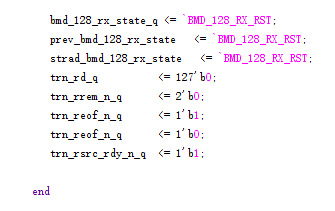 bmd_128_rx_state_q <= `BMD_128_RX_RST;
prev_bmd_128_rx_state <= `BMD_128_RX_RST;
strad_bmd_128_rx_state <= `BMD_128_RX_RST;
trn_rd_q <= 127'b0;
trn_rrem_n_q <= 2'b0;
trn_reof_n_q <= 1'b1;
trn_reof_n_q <= 1'b0;
trn_rsrc_rdy_n_q <= 1'b1;
end